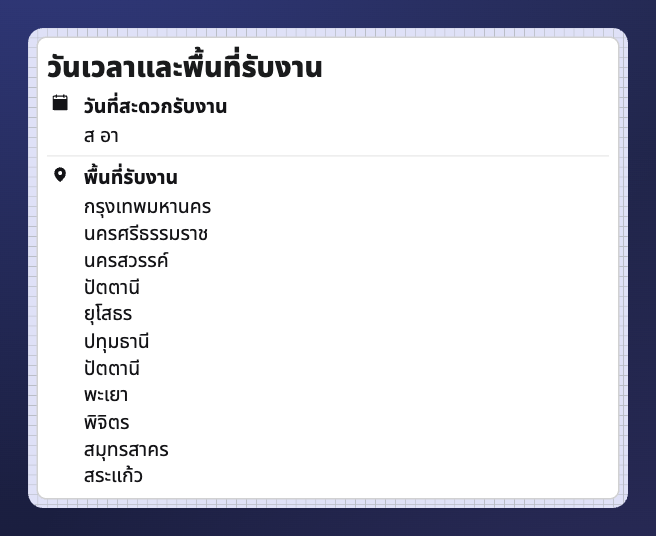 วันเวลาและพื้นที่รับงาน
วันที่สะดวกรับงาน
ส อา
พื้นที่รับงาน
กรุงเทพมหานคร
นครศรีธรรมราช
นครสวรรค์
ปัตตานี
ยุโสธร
ปทุมธานี
ปัตตานี
พะเยา
พิจิตร
สมุทรสาคร
สระแก้ว